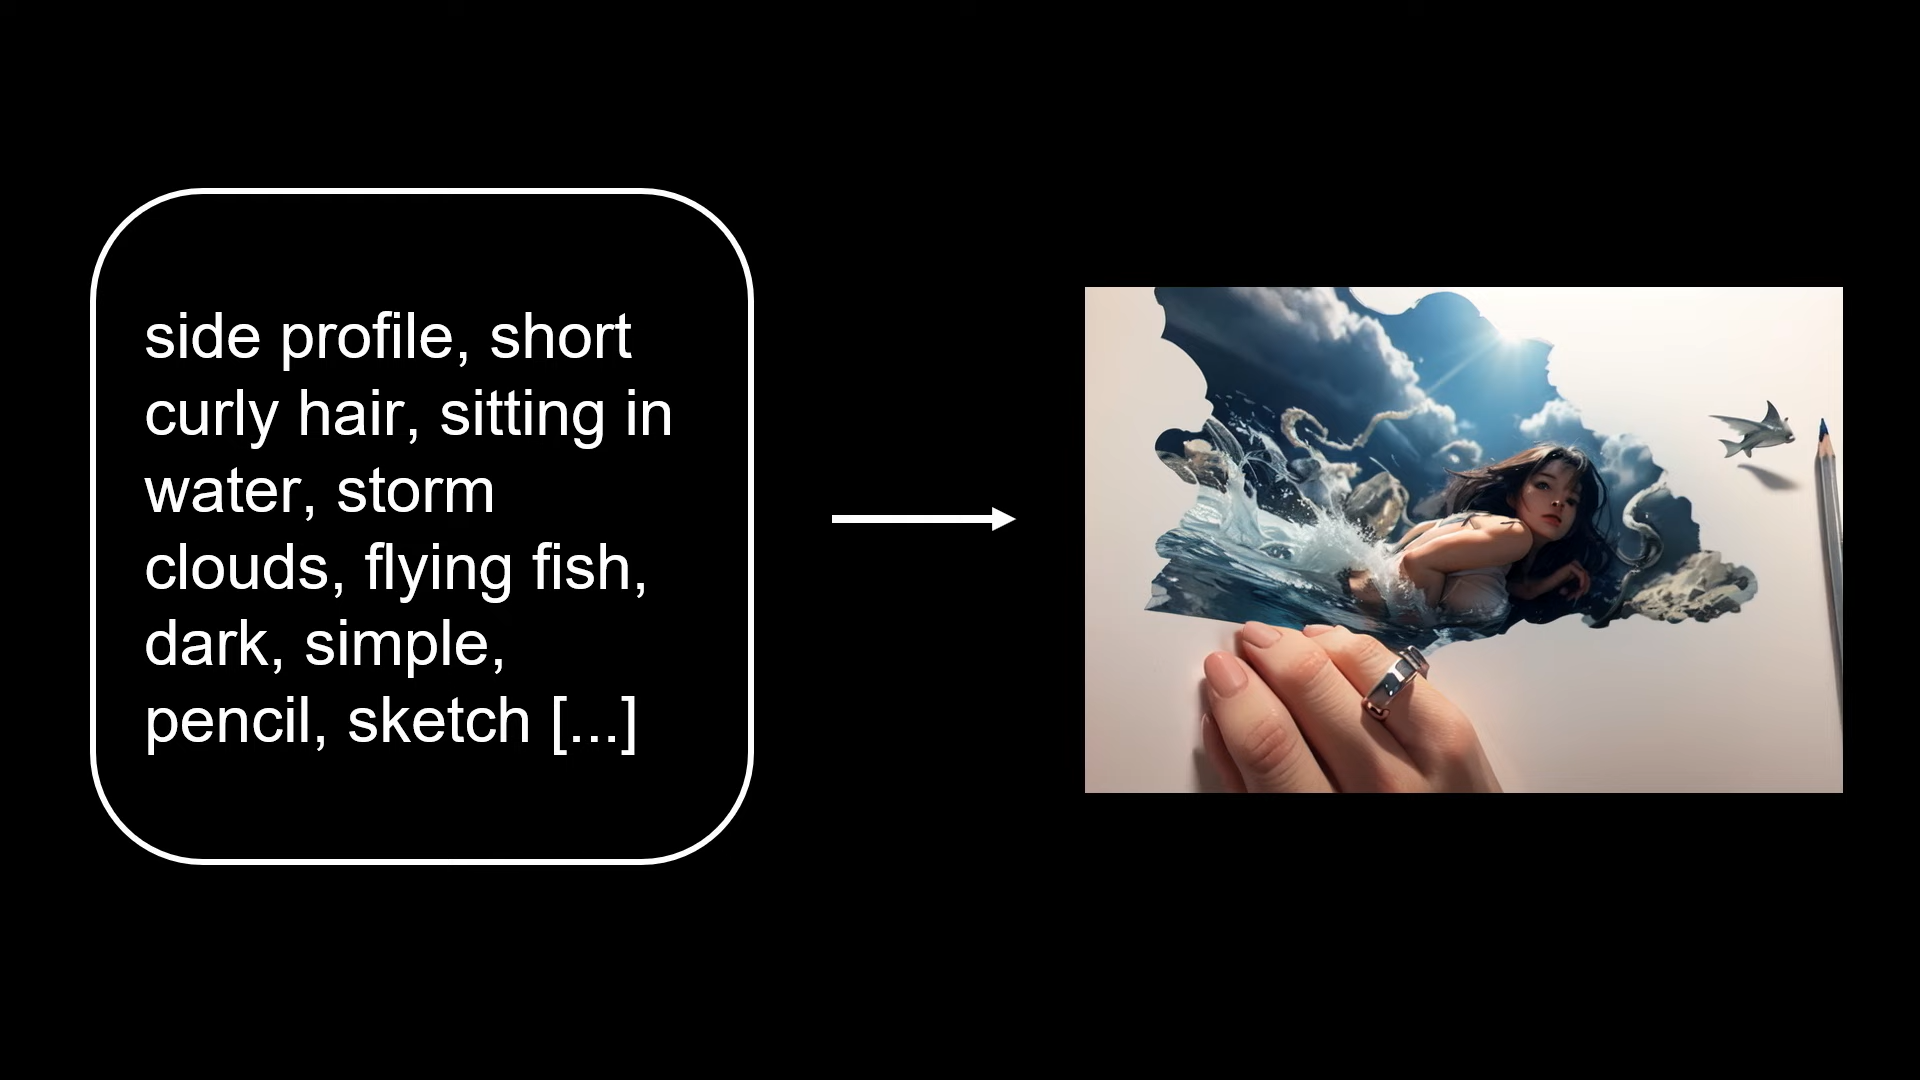 side profile, short
curly hair, sitting in
water, storm
clouds, flying fish,
dark, simple,
pencil, sketch [...]